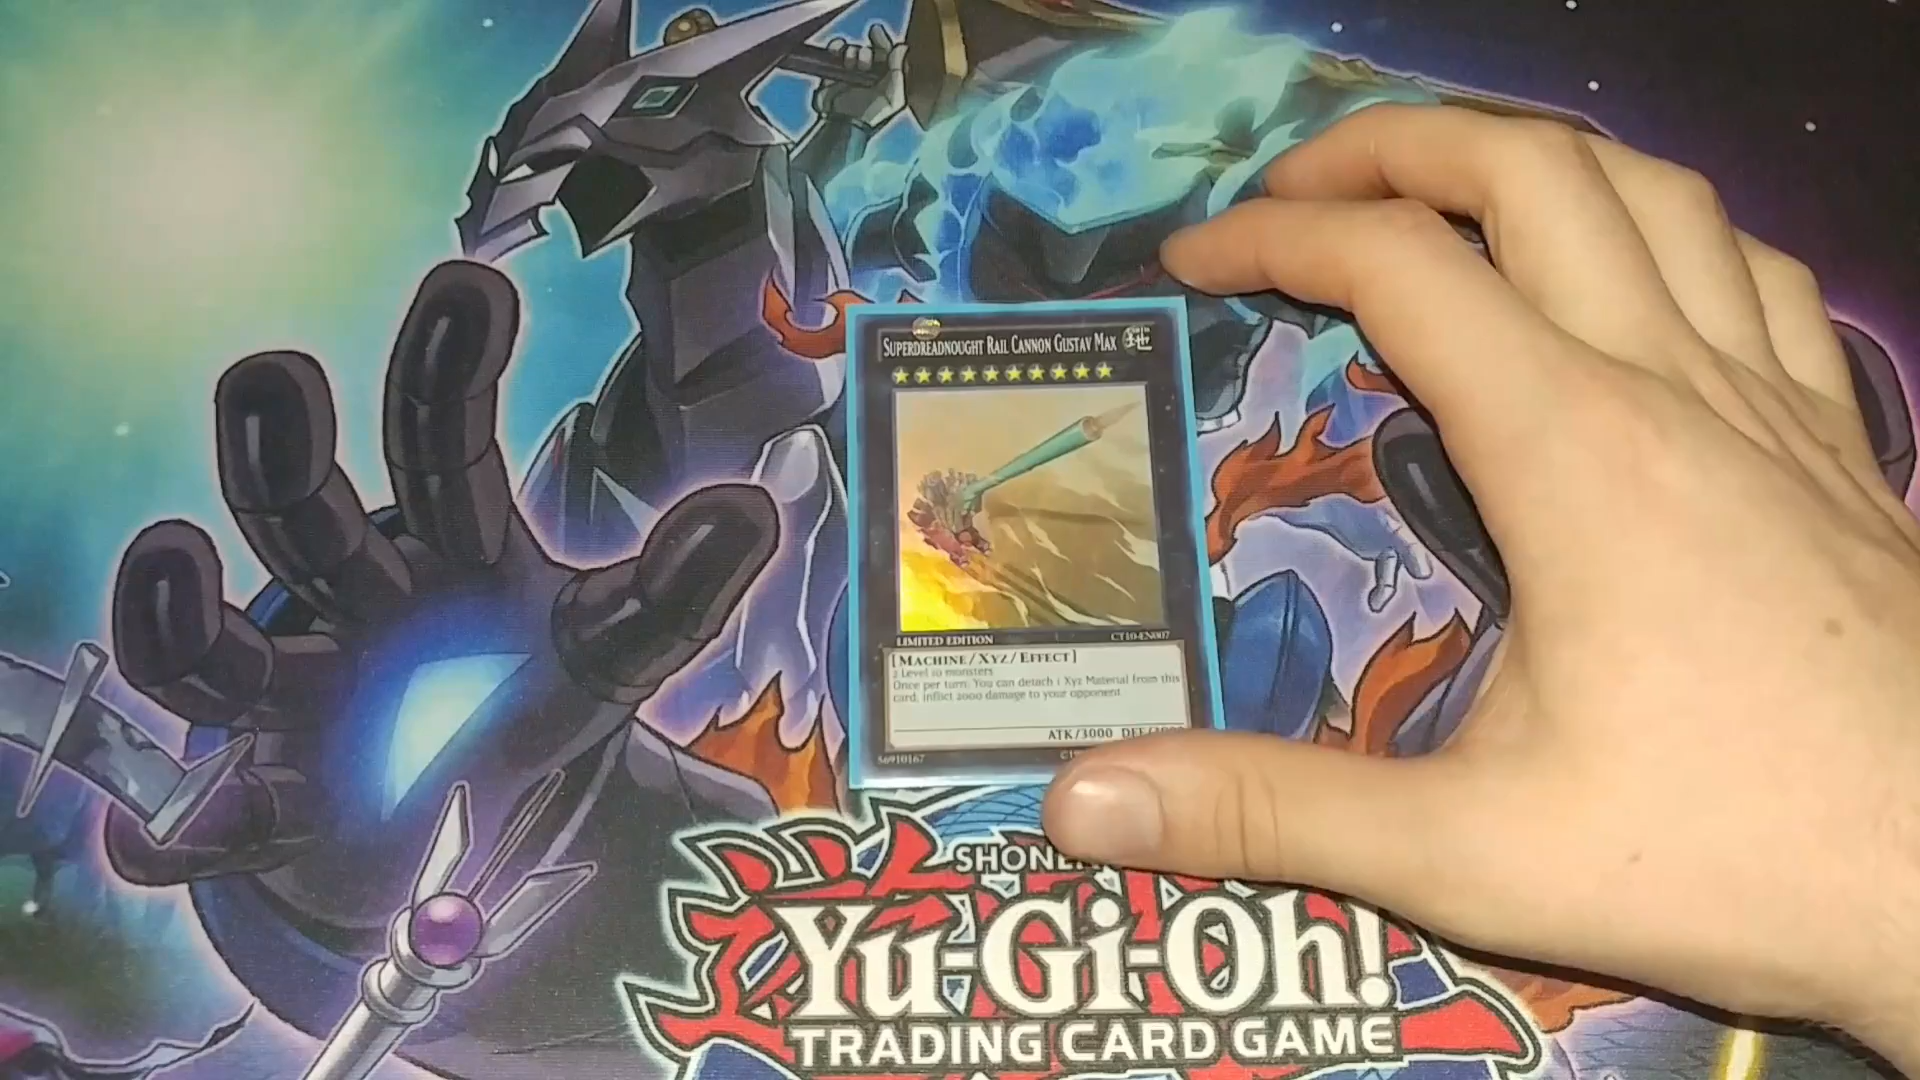 SUPERDREADNOUGHT RAIL CANNON GUSTAV MAX
LIMITED EDITION
CT10-EN007
[MACHINE/XYZ/EFFECT]
2 Level 10 monsters
Once per turn: You can detach 1 Xyz Material from this
card; inflict 2000 damage to your opponent.
ATK/3000 DEF/3000
56910167
SHONEN
Yu-Gi-Oh!
TRADING CARD GAME